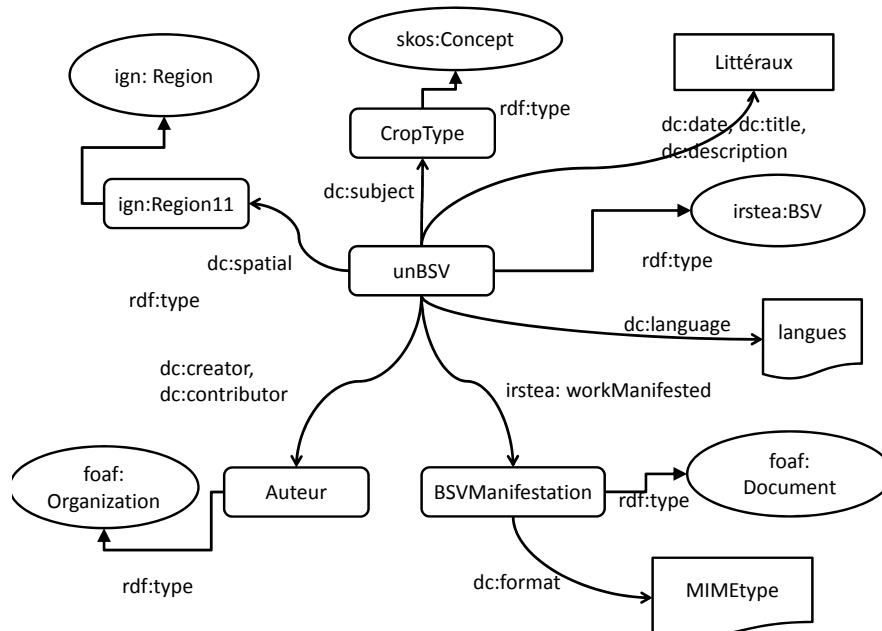 skos:Concept
ign: Region
Littéraux
rdf:type
CropType
dc:date, dc:title,
dc:description
dc:subject
ign:Region11
irstea:BSV
dc:spatial
unBSV
rdf:type
rdf:type
dc:language
langues
dc:creator,
dc:contributor
irstea: workManifested
foaf:
Organization
Auteur
BSVManifestation
foaf:
Document
rdf:type
rdf:type
dc:format
MIMEtype